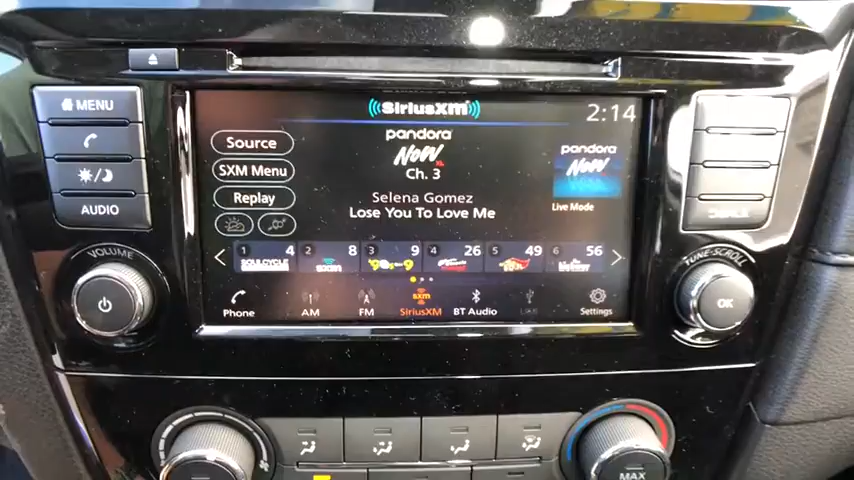 SiriusXM
2:14
MENU
pandora
Now
Ch. 3
pandora
Now
Source
SXM Menu
Replay
Selena Gomez
Lose You To Love Me
Live Mode
AUDIO
VOLUME
TUNE·SCROLL
1 4
SOULCYCLE
2 8
3 9
4 26
5 49
6 56
OK
Phone
AM
FM
SiriusXM
BT Audio
Settings
MAX